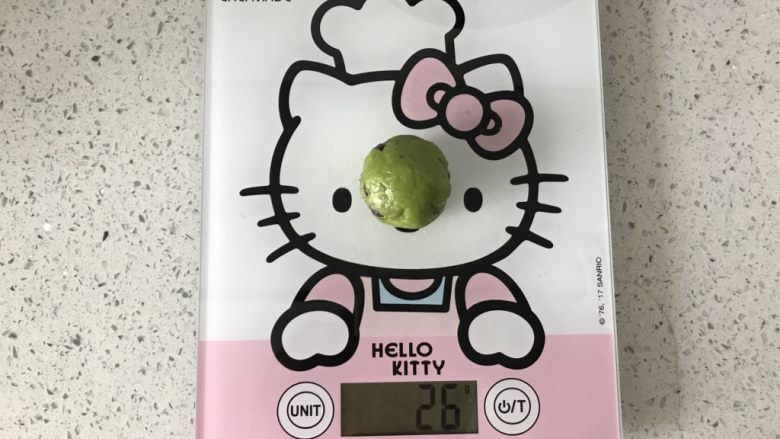 © '76, '17 SANRIO
HELLO
KITTY
UNIT
26
⏻/T